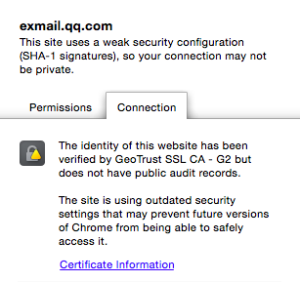 exmail.qq.com
This site uses a weak security configuration
(SHA-1 signatures), so your connection may not
be private.
Permissions
Connection
The identity of this website has been
verified by GeoTrust SSL CA - G2 but
does not have public audit records.
The site is using outdated security
settings that may prevent future versions
of Chrome from being able to safely
access it.
Certificate Information